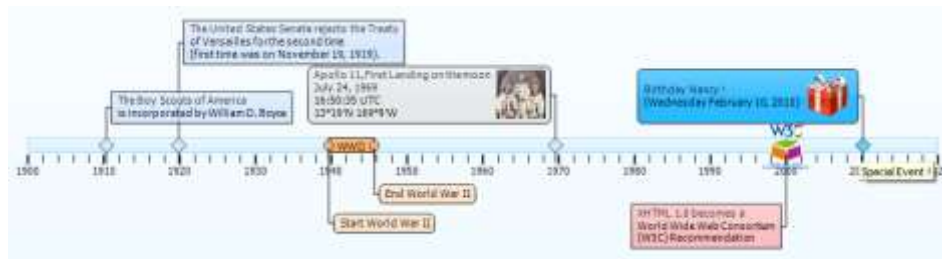 The United States Senate rejects the Treaty
of Versailles for the second time
(first time was on November 19, 1919).
Apollo 11, First Landing on the moon
July 24, 1969
16:50:35 UTC
13°19'N 169°9'W
Birthday Nancy !
(Wednesday February 10, 2010)
The Boy Scouts of America
is incorporated by William D. Boyce
W3C
WWII
1900 1910 1920 1930 1940 1950 1960 1970 1980 1990 2000
Special Event !
End World War II
Start World War II
XHTML 1.0 becomes a
World Wide Web Consortium
(W3C) Recommendation